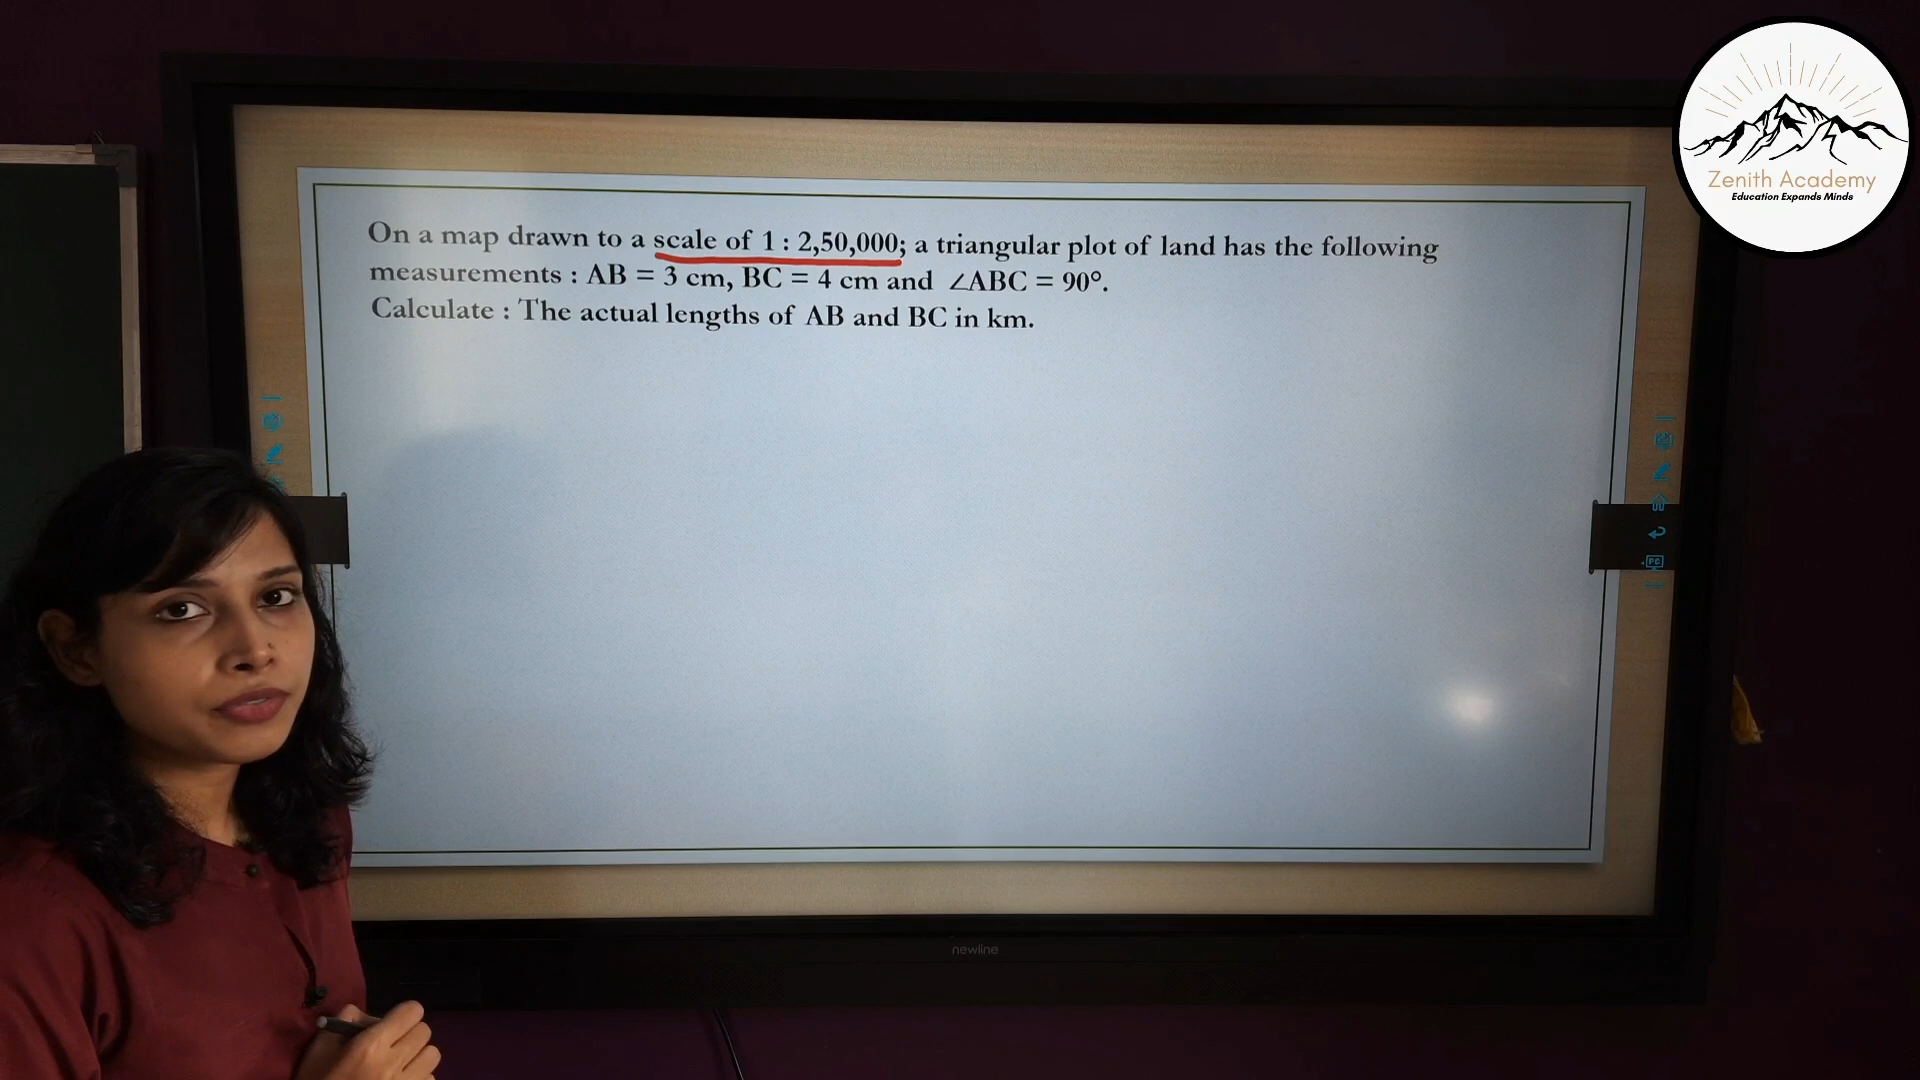 Zenith Academy
Education Expands Minds
On a map drawn to a scale of 1 : 2,50,000; a triangular plot of land has the following
measurements : AB = 3 cm, BC = 4 cm and ∠ABC = 90°.
Calculate : The actual lengths of AB and BC in km.
PC
newline